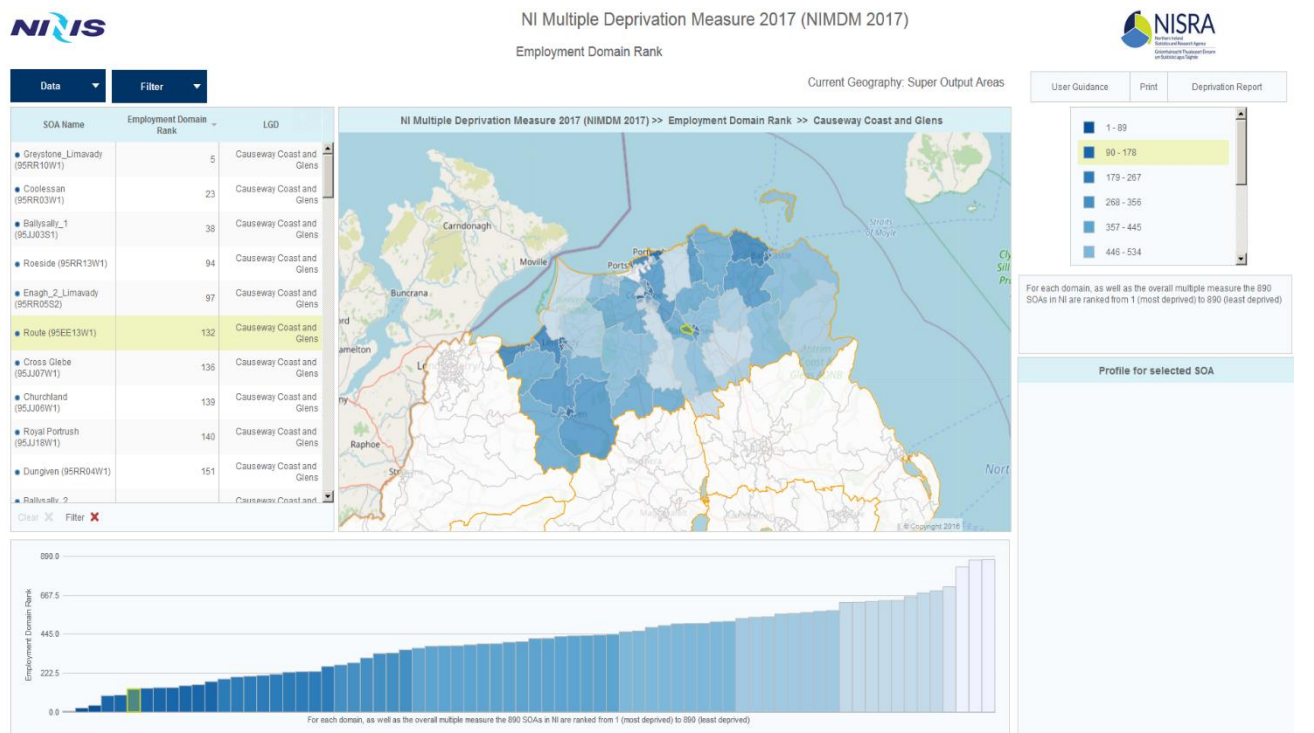 NINIS
NI Multiple Deprivation Measure 2017 (NIMDM 2017)
Employment Domain Rank
NISRA
Northern Ireland
Statistics and Research Agency
Data
Filter
Current Geography: Super Output Areas
User Guidance
Print
Deprivation Report
SOA Name
Employment Domain
Rank
LGD
Greystone_Limavady
(95RR10W1)
5
Causeway Coast and
Glens
Coolessan
(95RR03W1)
23
Causeway Coast and
Glens
Ballysally_1
(95JJ03S1)
38
Causeway Coast and
Glens
Roeside (95RR13W1)
94
Causeway Coast and
Glens
Enagh_2_Limavady
(95RR05S2)
97
Causeway Coast and
Glens
Route (95EE13W1)
132
Causeway Coast and
Glens
Cross Glebe
(95JJ07W1)
136
Causeway Coast and
Glens
Churchland
(95JJ06W1)
139
Causeway Coast and
Glens
Royal Portrush
(95JJ18W1)
140
Causeway Coast and
Glens
Dungiven (95RR04W1)
151
Causeway Coast and
Glens
Ballysally_2
Causeway Coast and
Clear
Filter
NI Multiple Deprivation Measure 2017 (NIMDM 2017) >> Employment Domain Rank >> Causeway Coast and Glens
Carndonagh
Moville
Buncrana
Raphoe
Straits
of Moyle
© Copyright 2016
1 - 89
90 - 178
179 - 267
268 - 356
357 - 445
446 - 534
For each domain, as well as the overall multiple measure the 890
SOAs in NI are ranked from 1 (most deprived) to 890 (least deprived)
Profile for selected SOA
890.0
667.5
445.0
222.5
0.0
Employment Domain Rank
For each domain, as well as the overall multiple measure the 890 SOAs in NI are ranked from 1 (most deprived) to 890 (least deprived)